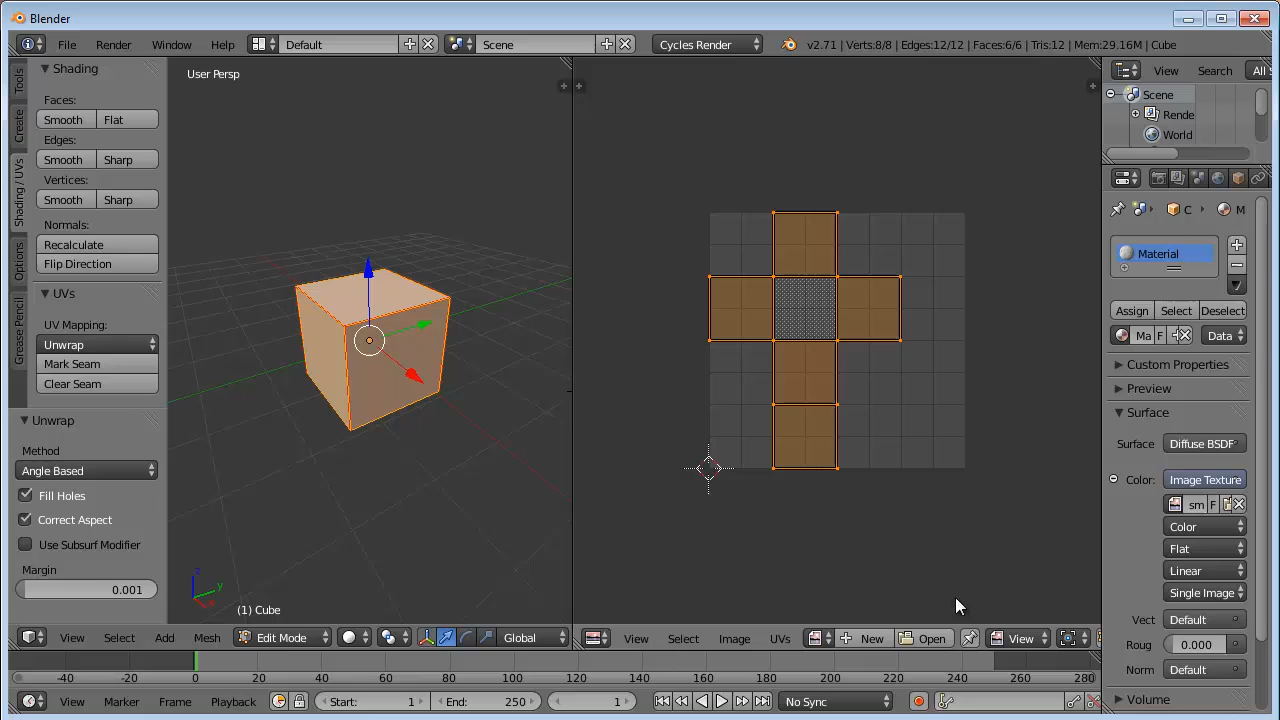 Blender
File Render Window Help Default Scene Cycles Render v2.71 | Verts:8/8 | Edges:12/12 | Faces:6/6 | Tris:12 | Mem:29.16M | Cube
Tools
Create
Shading / UVs
Options
Grease Pencil
Shading
Faces:
Smooth Flat
Edges:
Smooth Sharp
Vertices:
Smooth Sharp
Normals:
Recalculate
Flip Direction
UVs
UV Mapping:
Unwrap
Mark Seam
Clear Seam
Unwrap
Method
Angle Based
Fill Holes
Correct Aspect
Use Subsurf Modifier
Margin
0.001
User Persp
z
y
x
(1) Cube
View Select Add Mesh Edit Mode Global
View Select Image UVs New Open View
View Search All S
Scene
Rende
World
C M
Material
Assign Select Deselect
Ma F Data
Custom Properties
Preview
Surface
Surface Diffuse BSDF
Color: Image Texture
sm F
Color
Flat
Linear
Single Image
Vect Default
Roug 0.000
Norm Default
Volume
-40 -20 0 20 40 60 80 100 120 140 160 180 200 220 240 260 280
View Marker Frame Playback Start: 1 End: 250 1 No Sync